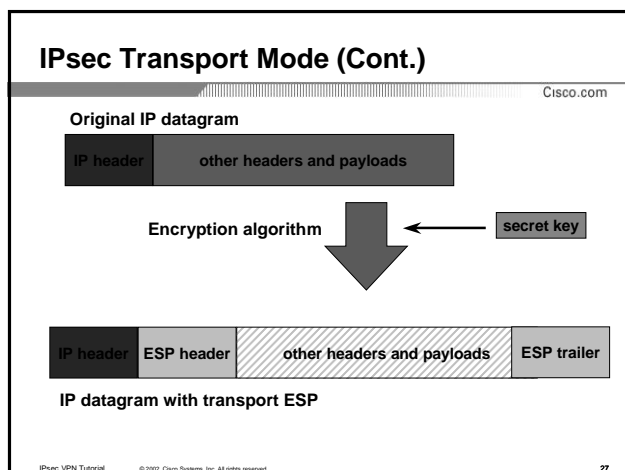 IPsec Transport Mode (Cont.)
Cisco.com
Original IP datagram
IP header
other headers and payloads
Encryption algorithm
secret key
IP header
ESP header
other headers and payloads
ESP trailer
IP datagram with transport ESP
IPsec VPN Tutorial
© 2002, Cisco Systems, Inc. All rights reserved.
27